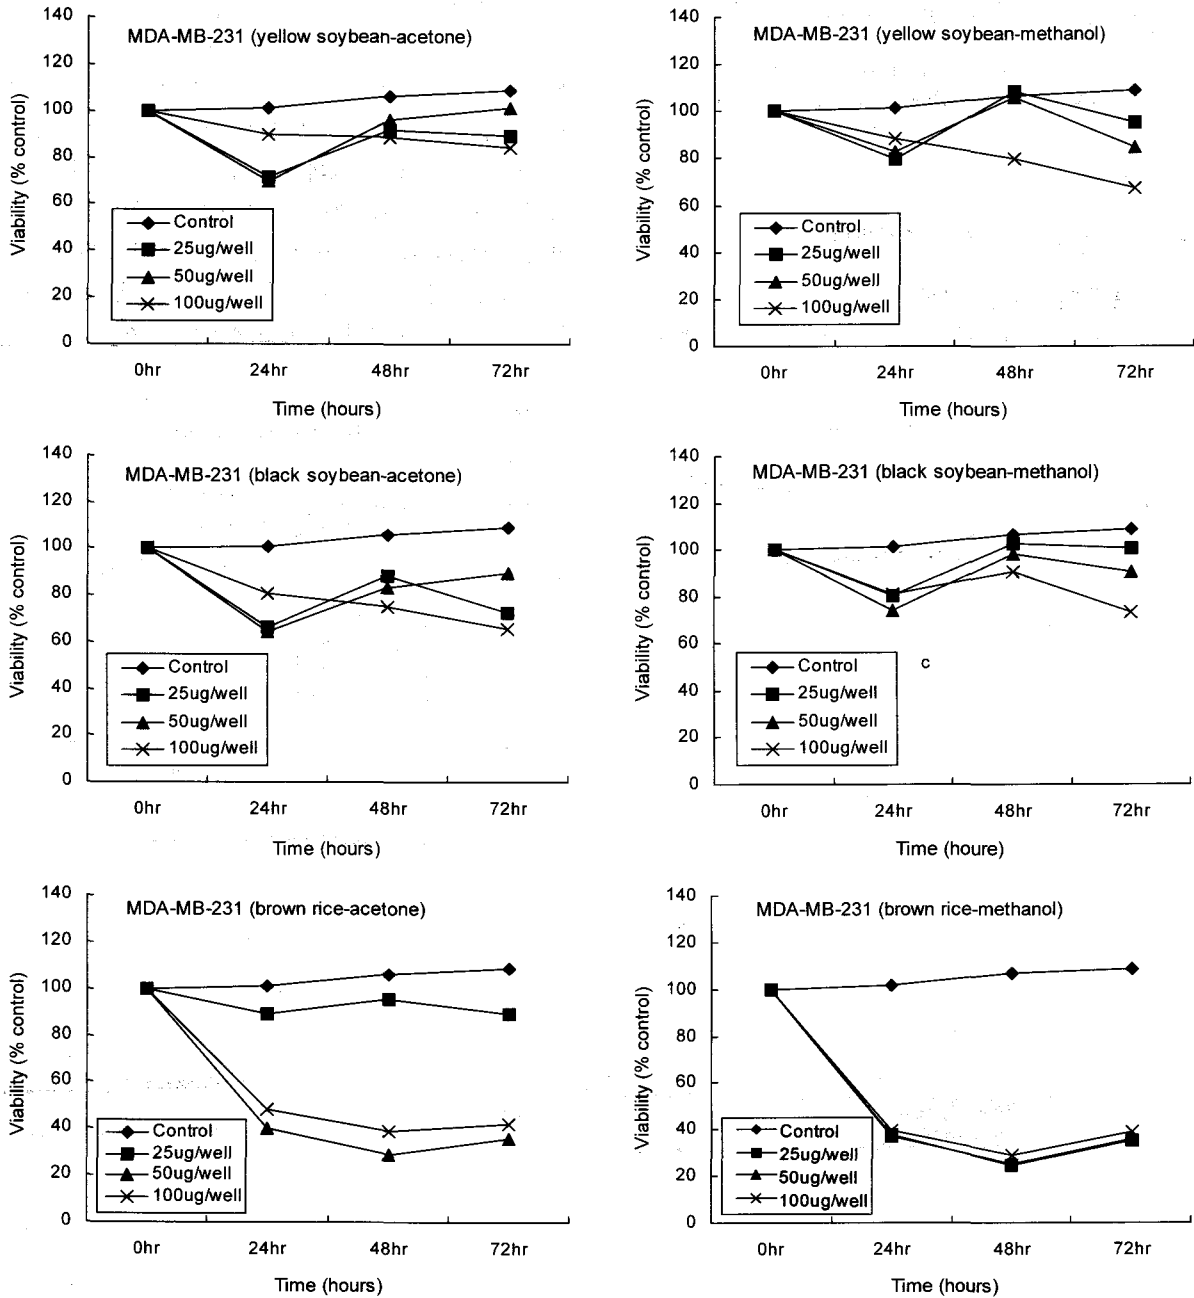 MDA-MB-231 (yellow soybean-acetone)
Viability (% control)
140
120
100
80
60
40
20
0
Control
25ug/well
50ug/well
100ug/well
0hr 24hr 48hr 72hr
Time (hours)
MDA-MB-231 (yellow soybean-methanol)
Viability (% control)
140
120
100
80
60
40
20
0
Control
25ug/well
50ug/well
100ug/well
0hr 24hr 48hr 72hr
Time (hours)
MDA-MB-231 (black soybean-acetone)
Viability (% control)
140
120
100
80
60
40
20
0
Control
25ug/well
50ug/well
100ug/well
0hr 24hr 48hr 72hr
Time (hours)
MDA-MB-231 (black soybean-methanol)
Viability (% control)
140
120
100
80
60
40
20
0
Control
25ug/well
50ug/well
100ug/well
c
0hr 24hr 48hr 72hr
Time (houre)
MDA-MB-231 (brown rice-acetone)
Viability (% control)
140
120
100
80
60
40
20
0
Control
25ug/well
50ug/well
100ug/well
0hr 24hr 48hr 72hr
Time (hours)
MDA-MB-231 (brown rice-methanol)
Viability (% control)
140
120
100
80
60
40
20
0
Control
25ug/well
50ug/well
100ug/well
0hr 24hr 48hr 72hr
Time (hours)